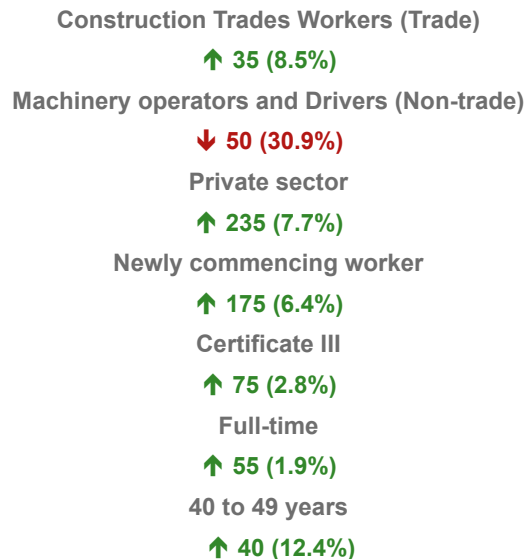 Construction Trades Workers (Trade)
↑ 35 (8.5%)
Machinery operators and Drivers (Non-trade)
↓ 50 (30.9%)
Private sector
↑ 235 (7.7%)
Newly commencing worker
↑ 175 (6.4%)
Certificate III
↑ 75 (2.8%)
Full-time
↑ 55 (1.9%)
40 to 49 years
↑ 40 (12.4%)